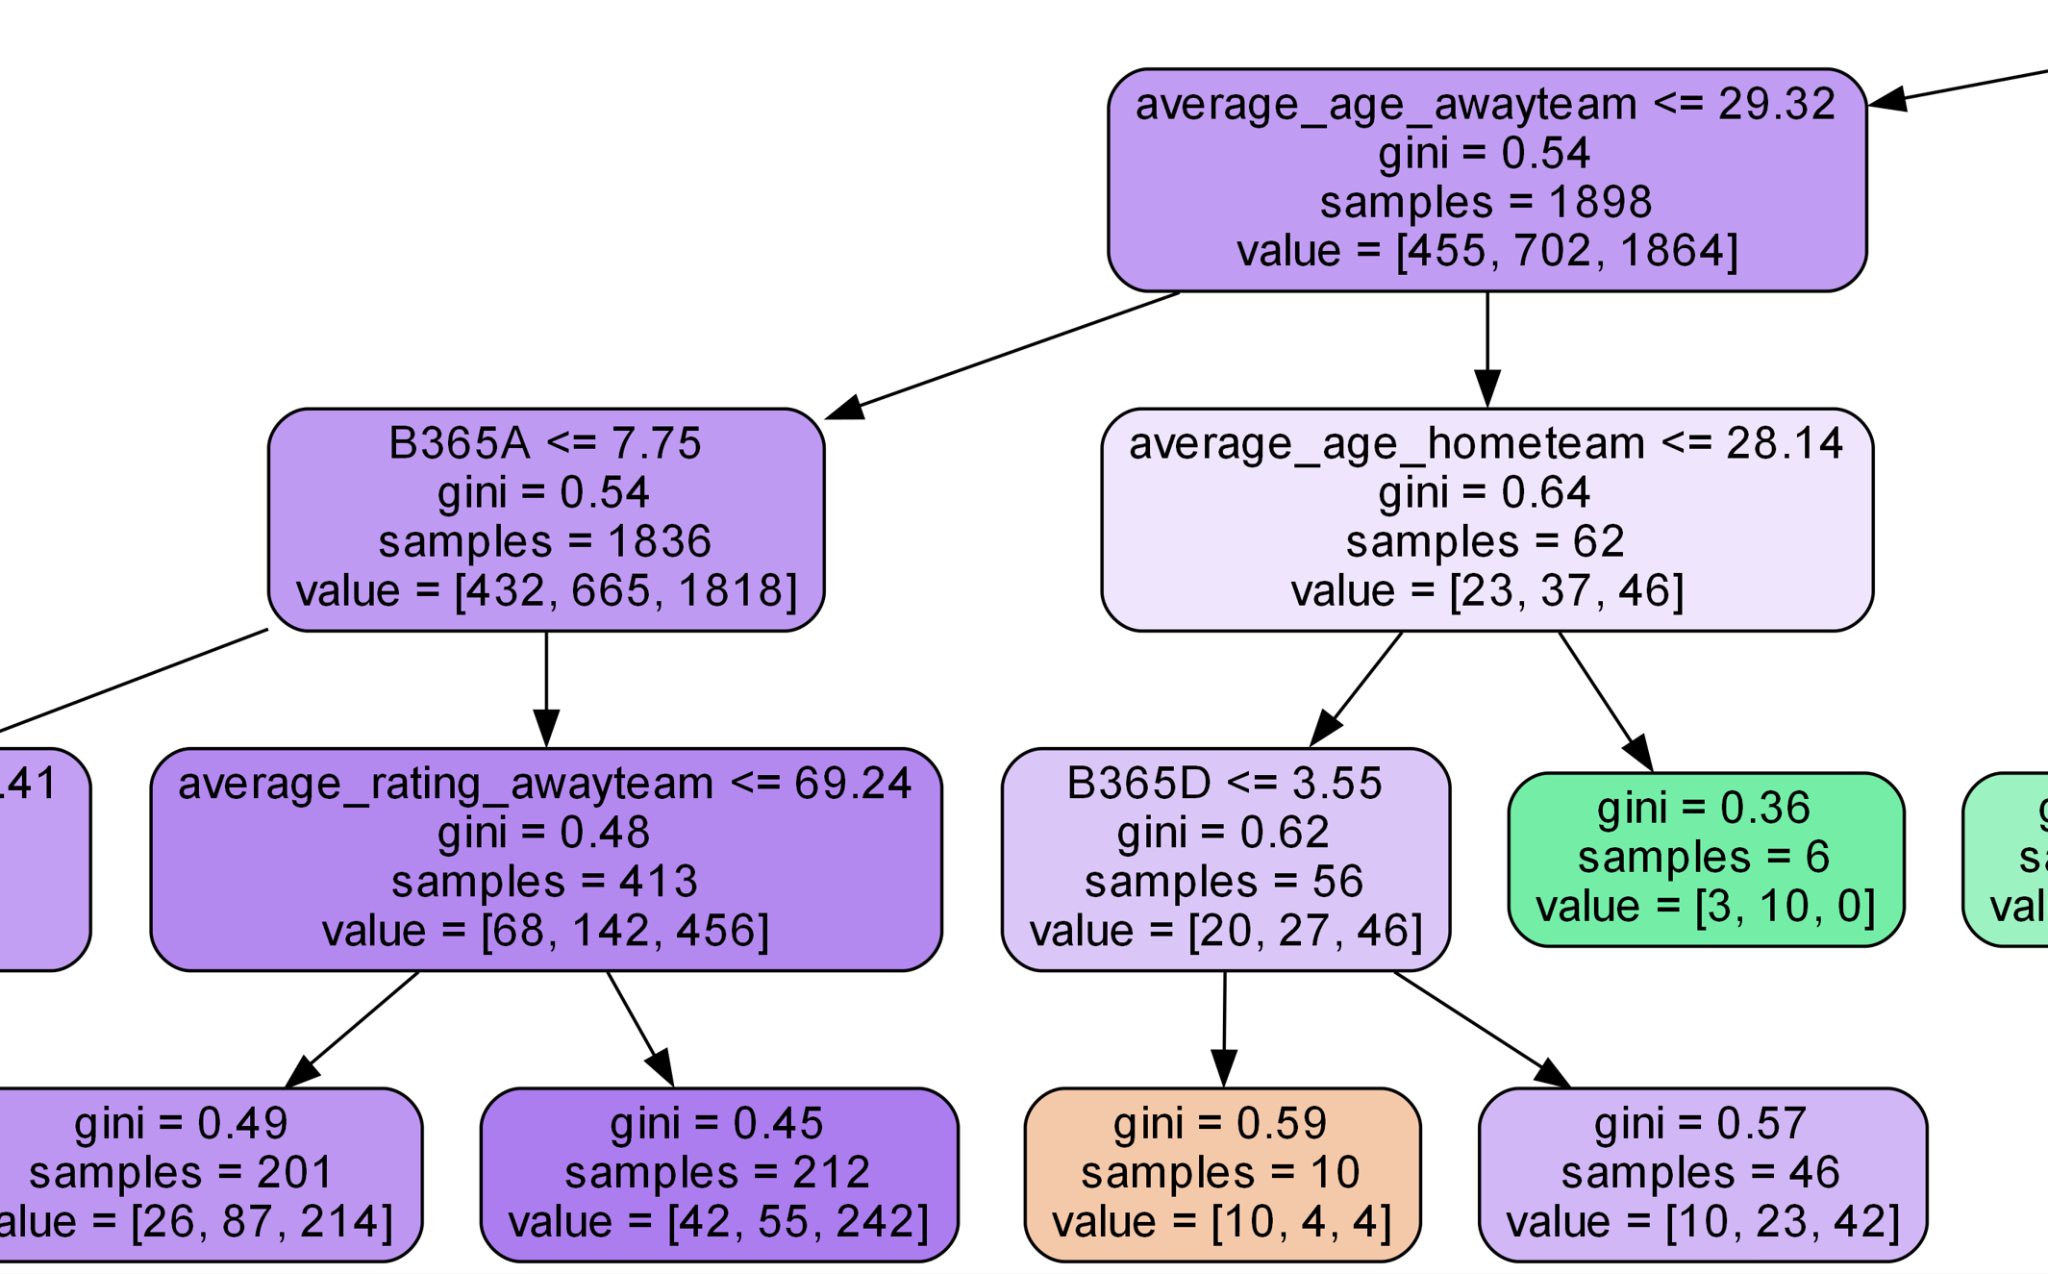 average_age_awayteam <= 29.32
gini = 0.54
samples = 1898
value = [455, 702, 1864]
B365A <= 7.75
gini = 0.54
samples = 1836
value = [432, 665, 1818]
average_age_hometeam <= 28.14
gini = 0.64
samples = 62
value = [23, 37, 46]
.41
average_rating_awayteam <= 69.24
gini = 0.48
samples = 413
value = [68, 142, 456]
B365D <= 3.55
gini = 0.62
samples = 56
value = [20, 27, 46]
gini = 0.36
samples = 6
value = [3, 10, 0]
gini = 0.49
samples = 201
alue = [26, 87, 214]
gini = 0.45
samples = 212
value = [42, 55, 242]
gini = 0.59
samples = 10
value = [10, 4, 4]
gini = 0.57
samples = 46
value = [10, 23, 42]